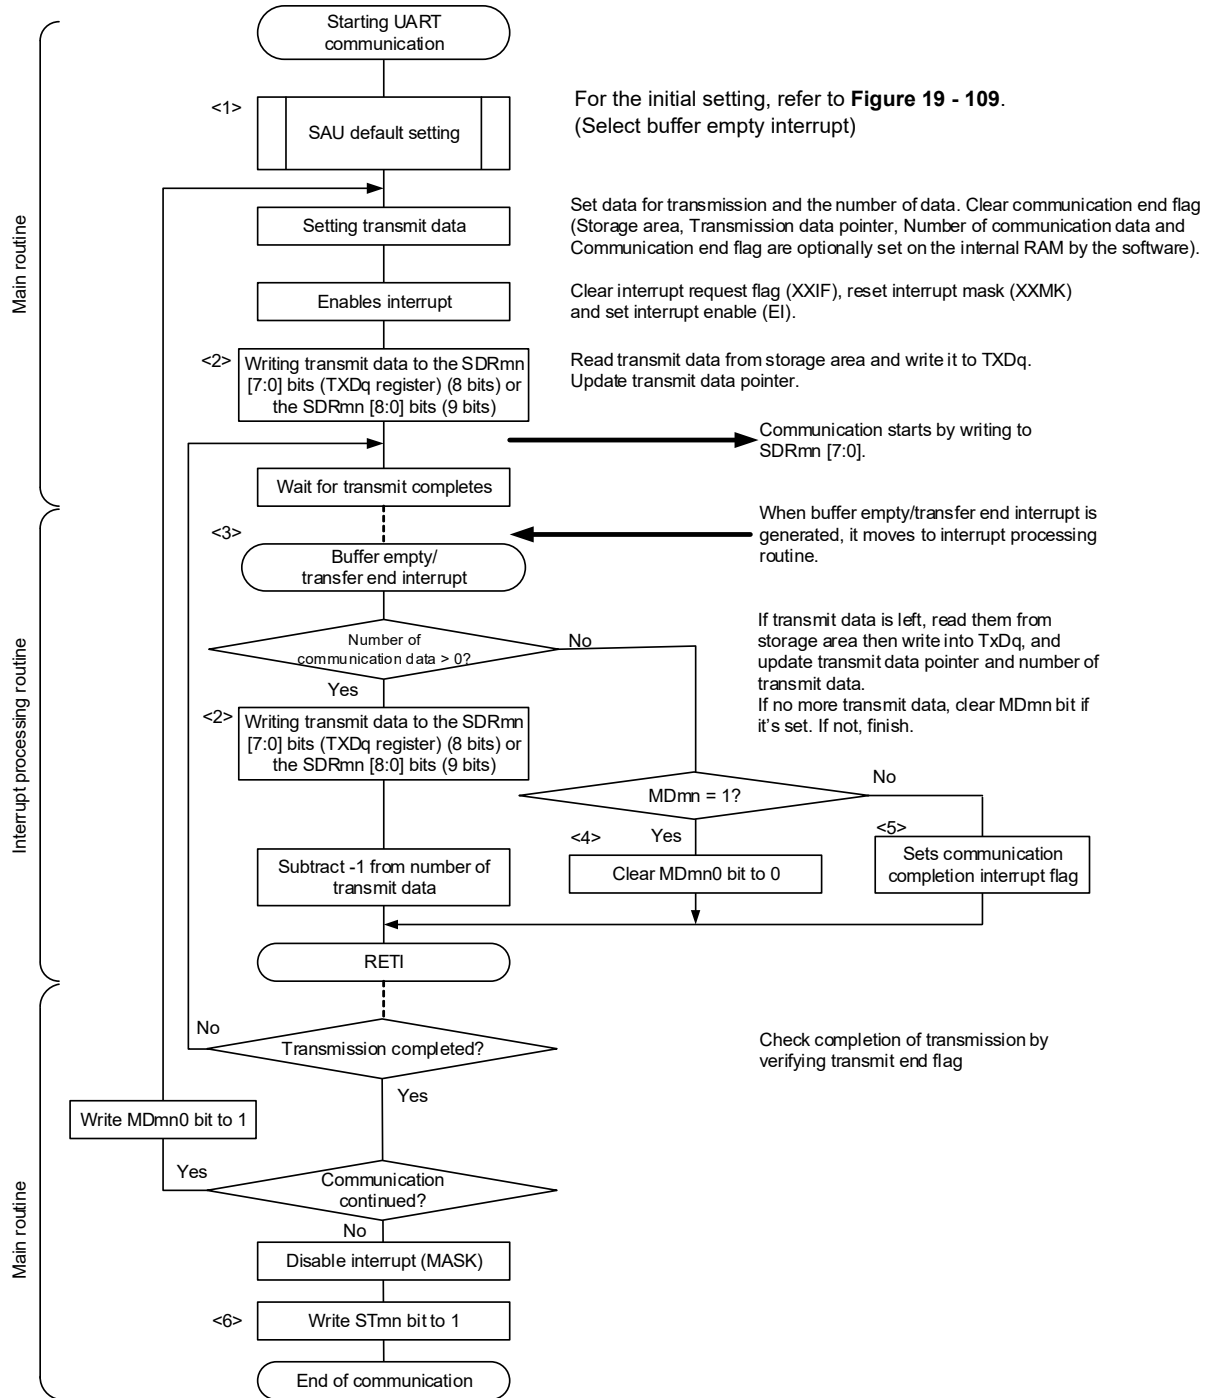 Starting UART
communication
<1>
SAU default setting
For the initial setting, refer to Figure 19 - 109.
(Select buffer empty interrupt)
Main routine
Setting transmit data
Set data for transmission and the number of data. Clear communication end flag
(Storage area, Transmission data pointer, Number of communication data and
Communication end flag are optionally set on the internal RAM by the software).
Enables interrupt
Clear interrupt request flag (XXIF), reset interrupt mask (XXMK)
and set interrupt enable (EI).
<2>
Writing transmit data to the SDRmn
[7:0] bits (TXDq register) (8 bits) or
the SDRmn [8:0] bits (9 bits)
Read transmit data from storage area and write it to TXDq.
Update transmit data pointer.
Communication starts by writing to
SDRmn [7:0].
Wait for transmit completes
<3>
When buffer empty/transfer end interrupt is
generated, it moves to interrupt processing
routine.
Buffer empty/
transfer end interrupt
Interrupt processing routine
Number of
communication data > 0?
No
Yes
If transmit data is left, read them from
storage area then write into TxDq, and
update transmit data pointer and number of
transmit data.
If no more transmit data, clear MDmn bit if
it's set. If not, finish.
<2>
Writing transmit data to the SDRmn
[7:0] bits (TXDq register) (8 bits) or
the SDRmn [8:0] bits (9 bits)
MDmn = 1?
No
<4>
Yes
<5>
Subtract -1 from number of
transmit data
Clear MDmn0 bit to 0
Sets communication
completion interrupt flag
RETI
Main routine
No
Transmission completed?
Check completion of transmission by
verifying transmit end flag
Yes
Write MDmn0 bit to 1
Yes
Communication
continued?
No
Disable interrupt (MASK)
<6>
Write STmn bit to 1
End of communication